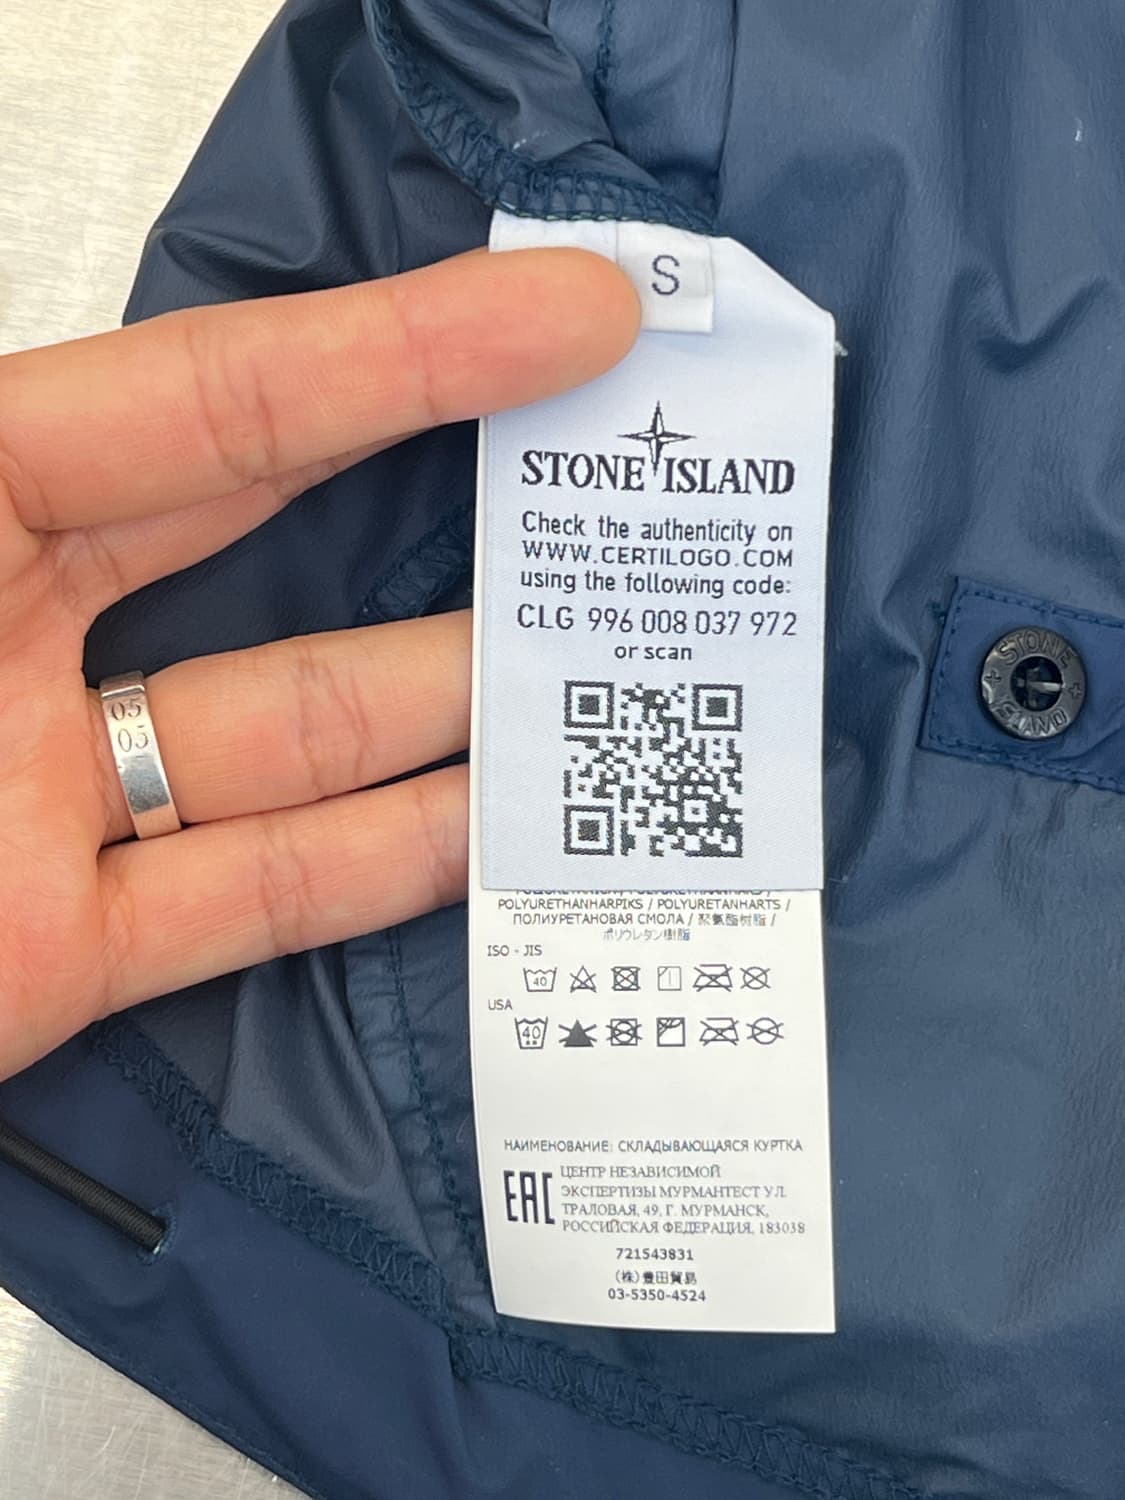 S
STONE ISLAND
Check the authenticity on
WWW.CERTILOGO.COM
using the following code:
CLG 996 008 037 972
or scan
POLYURETHANHARPIKS / POLYURETANHARTS /
ПОЛИУРЕТАНОВАЯ СМОЛА / 聚氨酯树脂 /
ポリウレタン樹脂
ISO - JIS
40
USA
40
НАИМЕНОВАНИЕ: СКЛАДЫВАЮЩАЯСЯ КУРТКА
EAC
ЦЕНТР НЕЗАВИСИМОЙ
ЭКСПЕРТИЗЫ МУРМАНТЕСТ УЛ.
ТРАЛОВАЯ, 49, Г. МУРМАНСК,
РОССИЙСКАЯ ФЕДЕРАЦИЯ, 183038
721543831
(株)豊田貿易
03-5350-4524
STONE
ISLAND
05
05